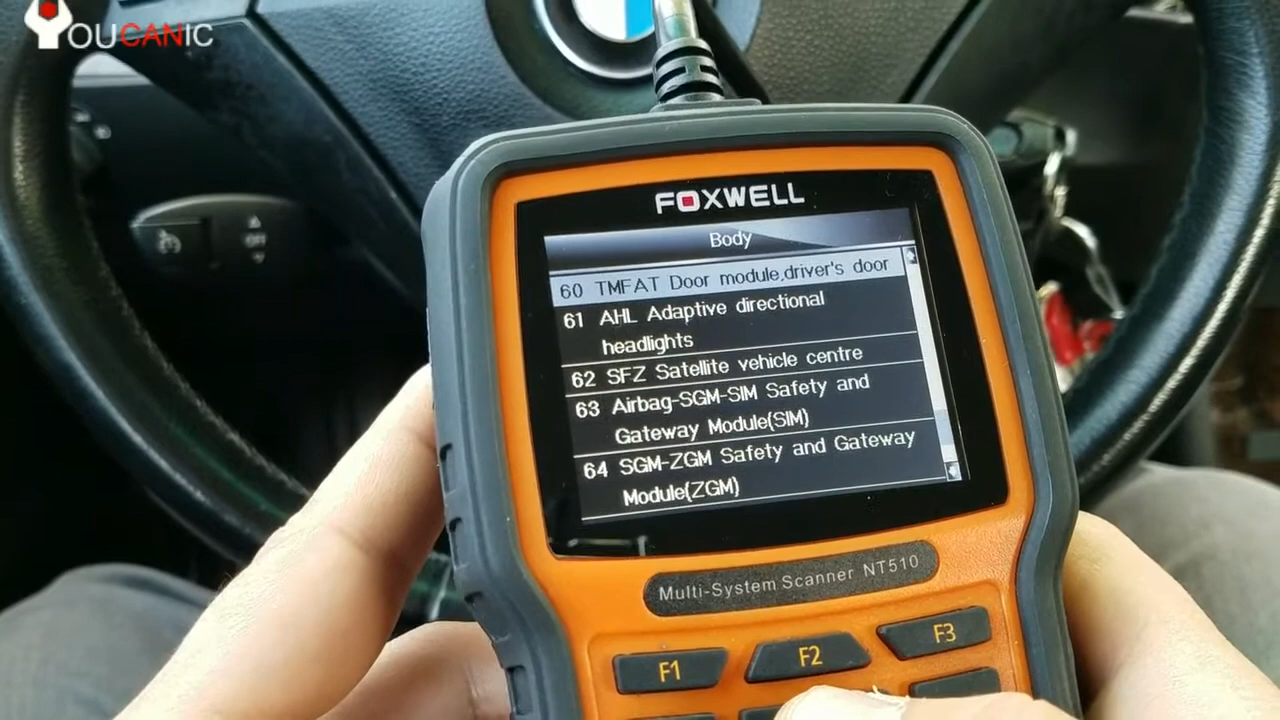 YOUCANIC
FOXWELL
Body
60 TMFAT Door module,driver's door
61 AHL Adaptive directional
headlights
62 SFZ Satellite vehicle centre
63 Airbag-SGM-SIM Safety and
Gateway Module(SIM)
64 SGM-ZGM Safety and Gateway
Module(ZGM)
Multi-System Scanner NT510
F1 F2 F3
OFF